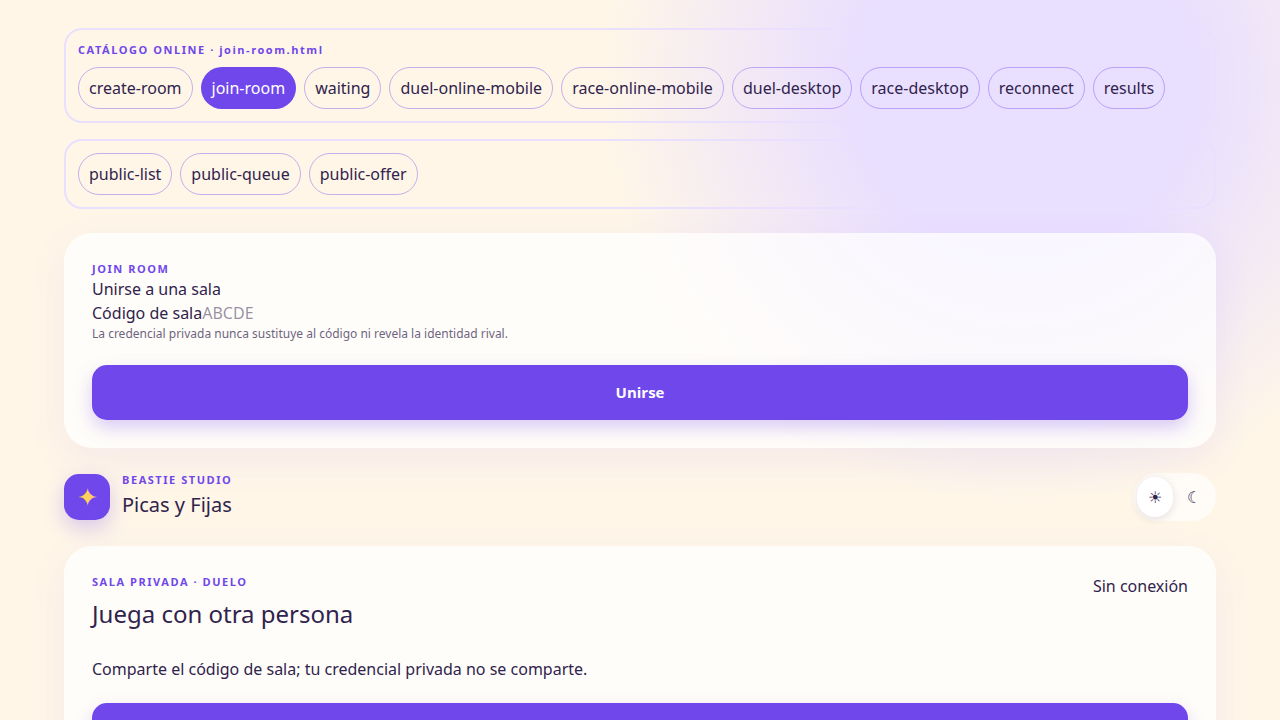 CATÁLOGO ONLINE · join-room.html
create-room join-room waiting duel-online-mobile race-online-mobile duel-desktop race-desktop reconnect results
public-list public-queue public-offer
JOIN ROOM
Unirse a una sala
Código de salaABCDE
La credencial privada nunca sustituye al código ni revela la identidad rival.
Unirse
BEASTIE STUDIO
Picas y Fijas
SALA PRIVADA · DUELO
Sin conexión
Juega con otra persona
Comparte el código de sala; tu credencial privada no se comparte.